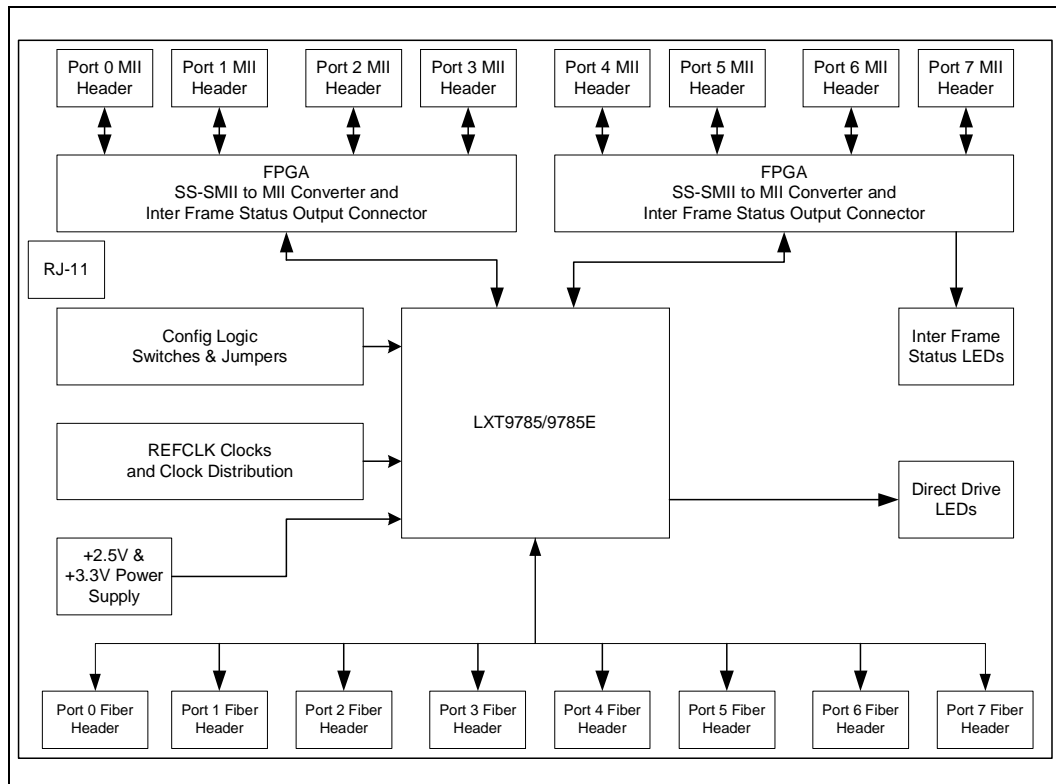 Port 0 MII
Header
Port 1 MII
Header
Port 2 MII
Header
Port 3 MII
Header
Port 4 MII
Header
Port 5 MII
Header
Port 6 MII
Header
Port 7 MII
Header
FPGA
SS-SMII to MII Converter and
Inter Frame Status Output Connector
FPGA
SS-SMII to MII Converter and
Inter Frame Status Output Connector
RJ-11
Config Logic
Switches & Jumpers
Inter Frame
Status LEDs
LXT9785/9785E
REFCLK Clocks
and Clock Distribution
Direct Drive
LEDs
+2.5V &
+3.3V Power
Supply
Port 0 Fiber
Header
Port 1 Fiber
Header
Port 2 Fiber
Header
Port 3 Fiber
Header
Port 4 Fiber
Header
Port 5 Fiber
Header
Port 6 Fiber
Header
Port 7 Fiber
Header